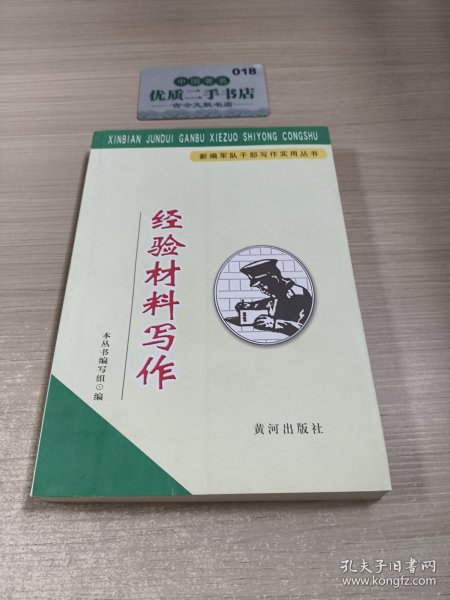 018
中国著名
优质二手书店
古今文献书店
XINBIAN JUNDUI GANBU XIEZUO SHIYONG CONGSHU
新编军队干部写作实用丛书
经验材料写作
本丛书编写组⊙编
黄河出版社
孔夫子旧书网
www.kongfz.com